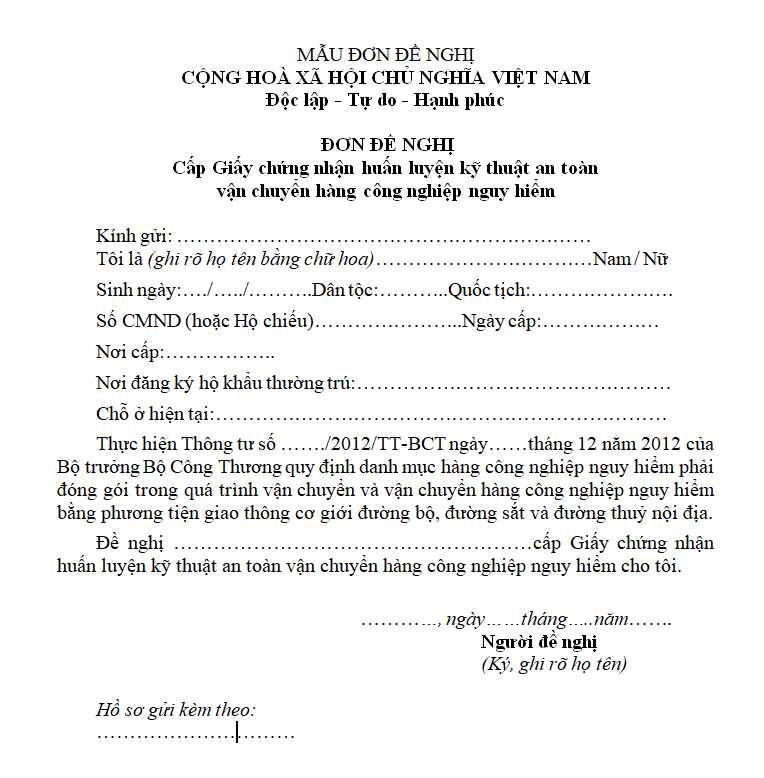 MẪU ĐƠN ĐỀ NGHỊ
CỘNG HOÀ XÃ HỘI CHỦ NGHĨA VIỆT NAM
Độc lập - Tự do - Hạnh phúc
ĐƠN ĐỀ NGHỊ
Cấp Giấy chứng nhận huấn luyện kỹ thuật an toàn
vận chuyển hàng công nghiệp nguy hiểm
Kính gửi: ………………………………………………………
Tôi là (ghi rõ họ tên bằng chữ hoa)……………………………Nam / Nữ
Sinh ngày:…./…../……….Dân tộc:………..Quốc tịch:…………………
Số CMND (hoặc Hộ chiếu)…………………..Ngày cấp:………………
Nơi cấp:……………..
Nơi đăng ký hộ khẩu thường trú:…………………………………………
Chỗ ở hiện tại:……………………………………………………………
Thực hiện Thông tư số ……./2012/TT-BCT ngày……tháng 12 năm 2012 của
Bộ trưởng Bộ Công Thương quy định danh mục hàng công nghiệp nguy hiểm phải
đóng gói trong quá trình vận chuyển và vận chuyển hàng công nghiệp nguy hiểm
bằng phương tiện giao thông cơ giới đường bộ, đường sắt và đường thuỷ nội địa.
Đề nghị ………………………………………………cấp Giấy chứng nhận
huấn luyện kỹ thuật an toàn vận chuyển hàng công nghiệp nguy hiểm cho tôi.
…………, ngày……tháng…..năm…….
Người đề nghị
(Ký, ghi rõ họ tên)
Hồ sơ gửi kèm theo:
…………………………